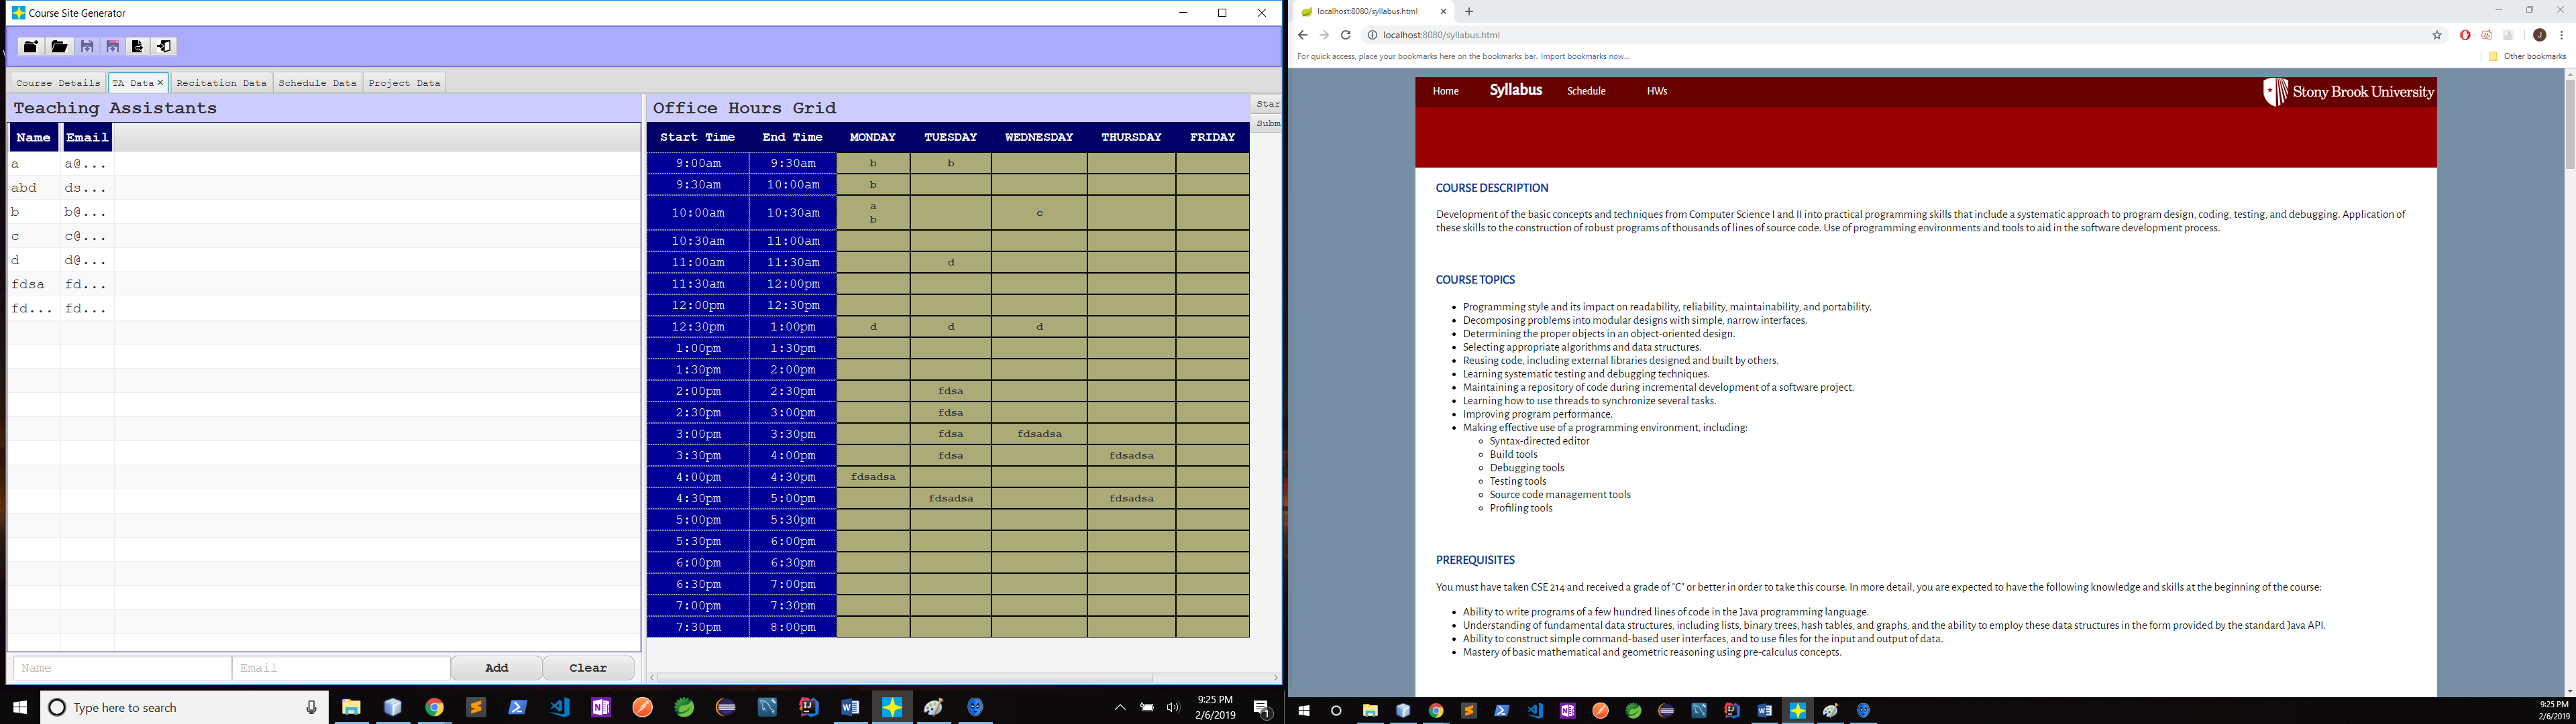 Course Site Generator
Course Details TA Data Recitation Data Schedule Data Project Data
Teaching Assistants
Name Email
a a@...
abd ds...
b b@...
c c@...
d d@...
fdsa fd...
fd... fd...
Name Email Add Clear
Office Hours Grid
Star
Subm
Start Time End Time MONDAY TUESDAY WEDNESDAY THURSDAY FRIDAY
9:00am 9:30am b b
9:30am 10:00am b
10:00am 10:30am a b c
10:30am 11:00am
11:00am 11:30am d
11:30am 12:00pm
12:00pm 12:30pm
12:30pm 1:00pm d d d
1:00pm 1:30pm
1:30pm 2:00pm
2:00pm 2:30pm fdsa
2:30pm 3:00pm fdsa
3:00pm 3:30pm fdsa fdsadsa
3:30pm 4:00pm fdsa fdsadsa
4:00pm 4:30pm fdsadsa
4:30pm 5:00pm fdsadsa fdsadsa
5:00pm 5:30pm
5:30pm 6:00pm
6:00pm 6:30pm
6:30pm 7:00pm
7:00pm 7:30pm
7:30pm 8:00pm
Type here to search
9:25 PM
2/6/2019
localhost:8080/syllabus.html
localhost:8080/syllabus.html
For quick access, place your bookmarks here on the bookmarks bar. Import bookmarks now...
Other bookmarks
Home Syllabus Schedule HWs
Stony Brook University
COURSE DESCRIPTION
Development of the basic concepts and techniques from Computer Science I and II into practical programming skills that include a systematic approach to program design, coding, testing, and debugging. Application of
these skills to the construction of robust programs of thousands of lines of source code. Use of programming environments and tools to aid in the software development process.
COURSE TOPICS
Programming style and its impact on readability, reliability, maintainability, and portability.
Decomposing problems into modular designs with simple, narrow interfaces.
Determining the proper objects in an object-oriented design.
Selecting appropriate algorithms and data structures.
Reusing code, including external libraries designed and built by others.
Learning systematic testing and debugging techniques.
Maintaining a repository of code during incremental development of a software project.
Learning how to use threads to synchronize several tasks.
Improving program performance.
Making effective use of a programming environment, including:
Syntax-directed editor
Build tools
Debugging tools
Testing tools
Source code management tools
Profiling tools
PREREQUISITES
You must have taken CSE 214 and received a grade of "C" or better in order to take this course. In more detail, you are expected to have the following knowledge and skills at the beginning of the course:
Ability to write programs of a few hundred lines of code in the Java programming language.
Understanding of fundamental data structures, including lists, binary trees, hash tables, and graphs, and the ability to employ these data structures in the form provided by the standard Java API.
Ability to construct simple command-based user interfaces, and to use files for the input and output of data.
Mastery of basic mathematical and geometric reasoning using pre-calculus concepts.
9:25 PM
2/6/2019